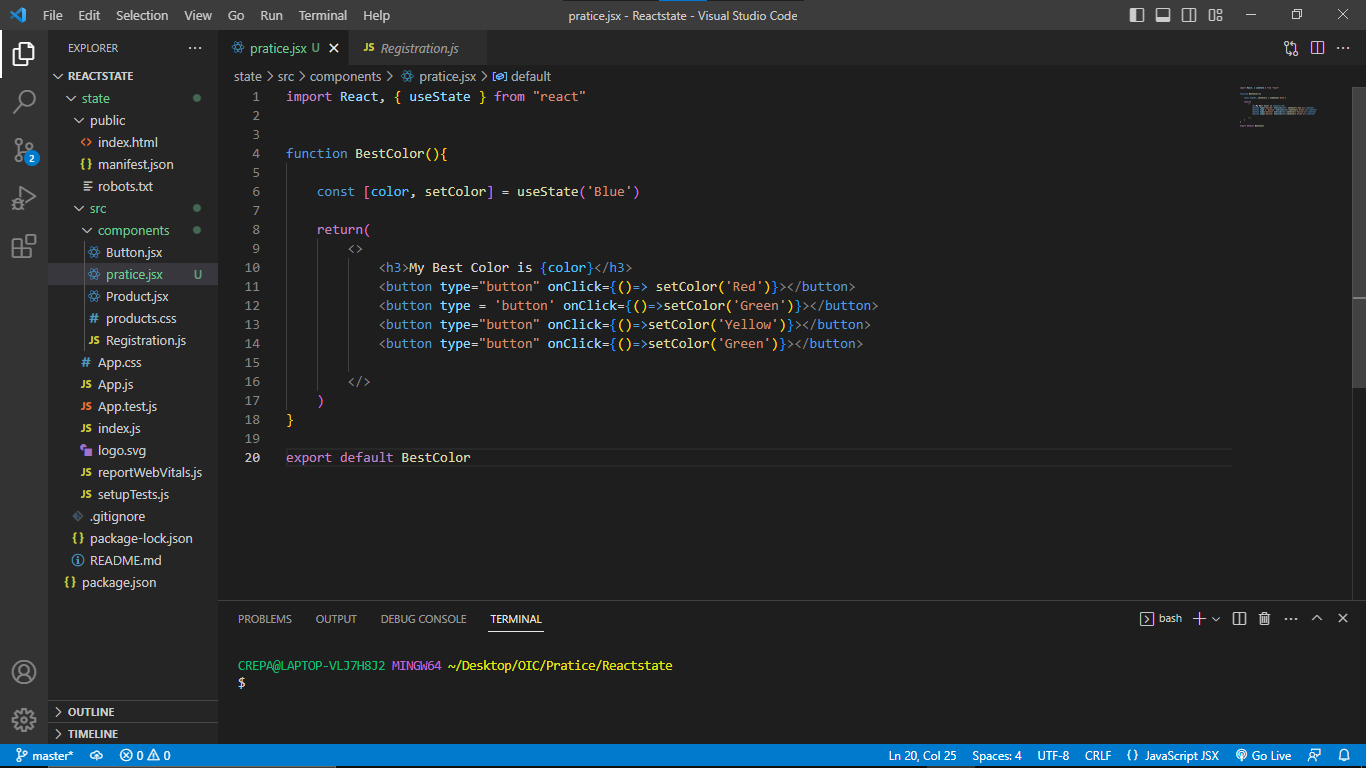 File Edit Selection View Go Run Terminal Help pratice.jsx - Reactstate - Visual Studio Code
EXPLORER
REACTSTATE
state
public
index.html
manifest.json
robots.txt
src
components
Button.jsx
pratice.jsx U
Product.jsx
products.css
Registration.js
App.css
App.js
App.test.js
index.js
logo.svg
reportWebVitals.js
setupTests.js
.gitignore
package-lock.json
README.md
package.json
OUTLINE
TIMELINE
2
pratice.jsx U Registration.js
state > src > components > pratice.jsx > default
1 import React, { useState } from "react"
2
3
4 function BestColor(){
5
6 const [color, setColor] = useState('Blue')
7
8 return(
9 <>
10 <h3>My Best Color is {color}</h3>
11 <button type="button" onClick={()=> setColor('Red')}></button>
12 <button type = 'button' onClick={()=>setColor('Green')}></button>
13 <button type="button" onClick={()=>setColor('Yellow')}></button>
14 <button type="button" onClick={()=>setColor('Green')}></button>
15
16 </>
17 )
18 }
19
20 export default BestColor
PROBLEMS OUTPUT DEBUG CONSOLE TERMINAL bash
CREPA@LAPTOP-VLJ7H8J2 MINGW64 ~/Desktop/OIC/Pratice/Reactstate
$
master* 0 0 Ln 20, Col 25 Spaces: 4 UTF-8 CRLF {} JavaScript JSX Go Live